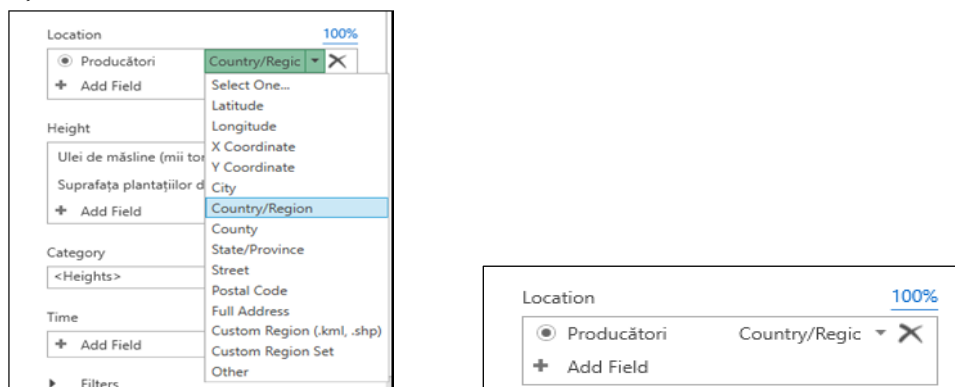 Location 100%
Producători Country/Regic
Add Field
Select One...
Latitude
Longitude
Height
X Coordinate
Ulei de măsline (mii tor
Y Coordinate
Suprafața plantațiilor d
City
Add Field
Country/Region
County
Category
State/Province
<Heights>
Street
Postal Code
Time
Full Address
Add Field
Custom Region (.kml, .shp)
Custom Region Set
Other
Filters
Location 100%
Producători Country/Regic
Add Field